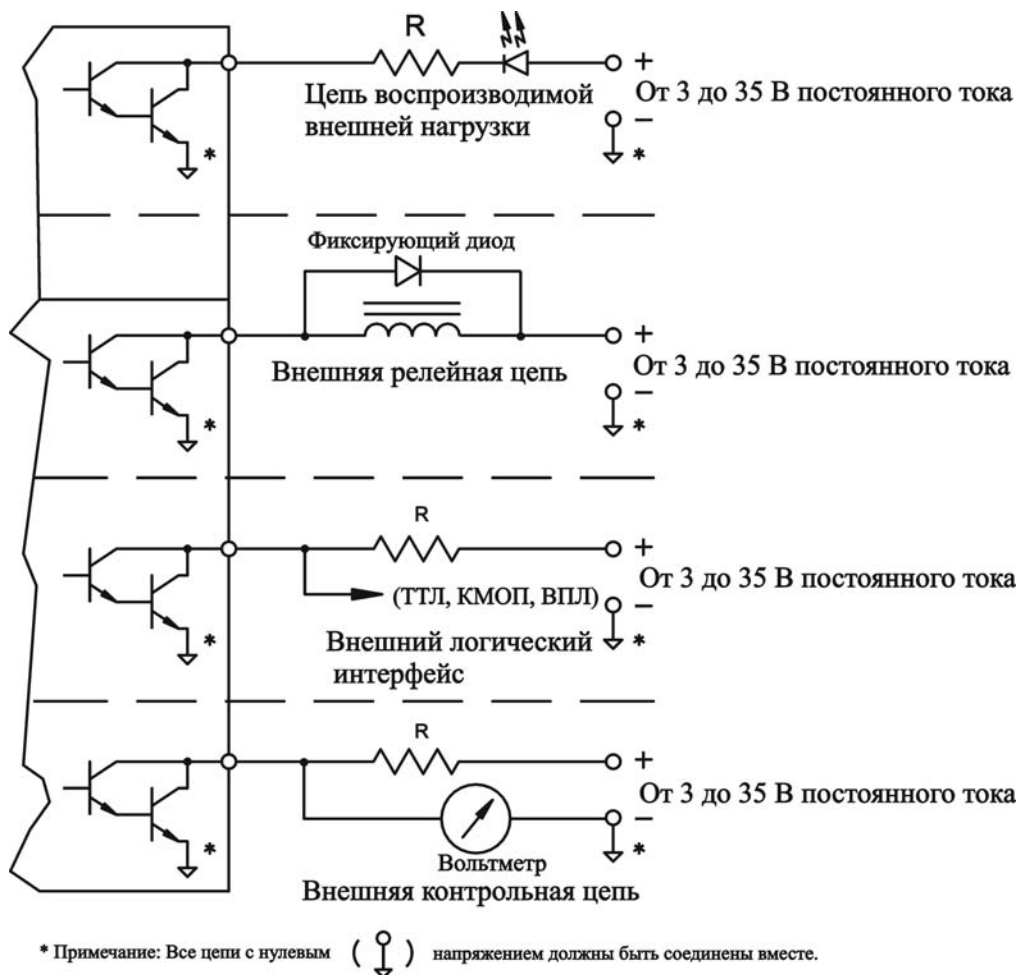 R
+
Цепь воспроизводимой
внешней нагрузки
От 3 до 35 В постоянного тока
−
*
*
Фиксирующий диод
+
Внешняя релейная цепь
От 3 до 35 В постоянного тока
−
*
*
R
+
(ТТЛ, КМОП, ВПЛ)
От 3 до 35 В постоянного тока
−
Внешний логический
интерфейс
*
*
R
+
От 3 до 35 В постоянного тока
−
*
*
Вольтметр
Внешняя контрольная цепь
* Примечание: Все цепи с нулевым ( ) напряжением должны быть соединены вместе.